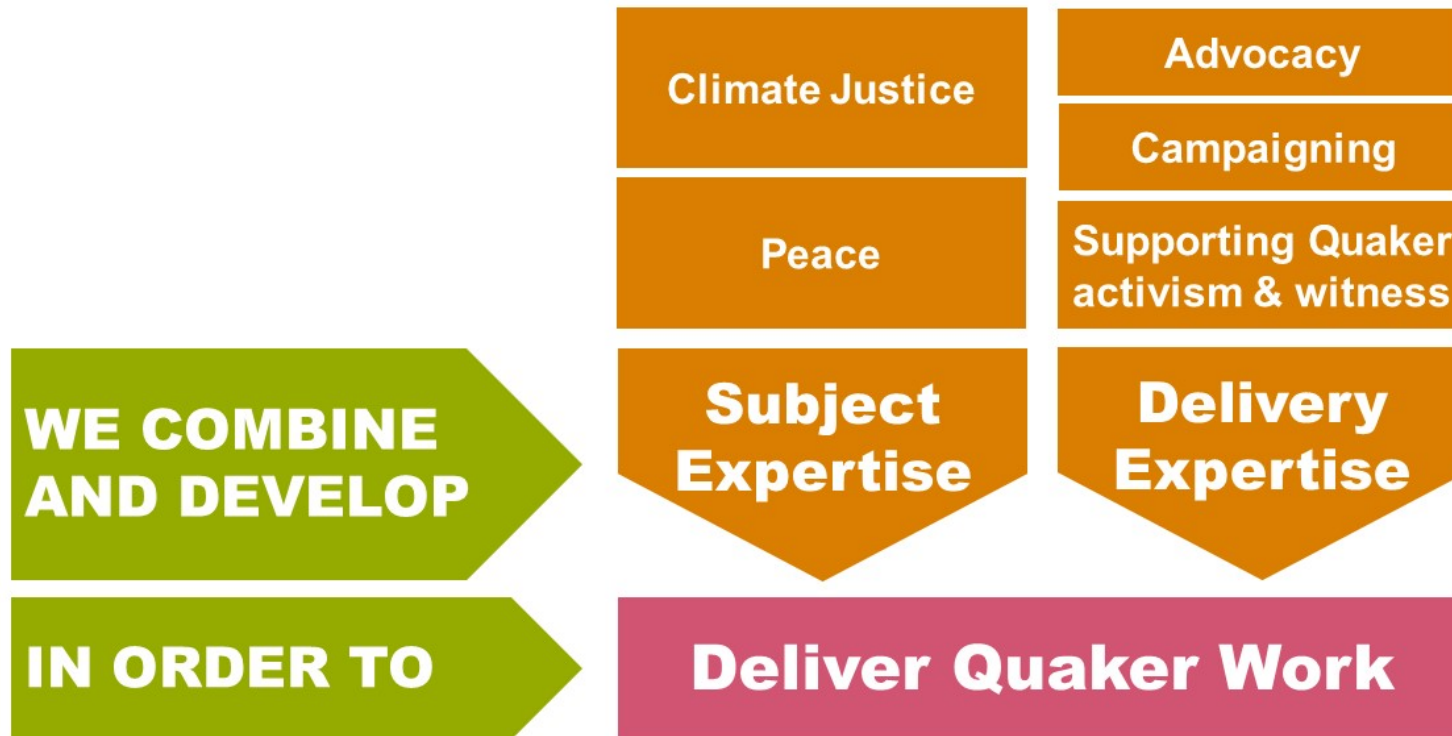 Climate Justice
Peace
Advocacy
Campaigning
Supporting Quaker
activism & witness
WE COMBINE
AND DEVELOP
Subject
Expertise
Delivery
Expertise
IN ORDER TO
Deliver Quaker Work